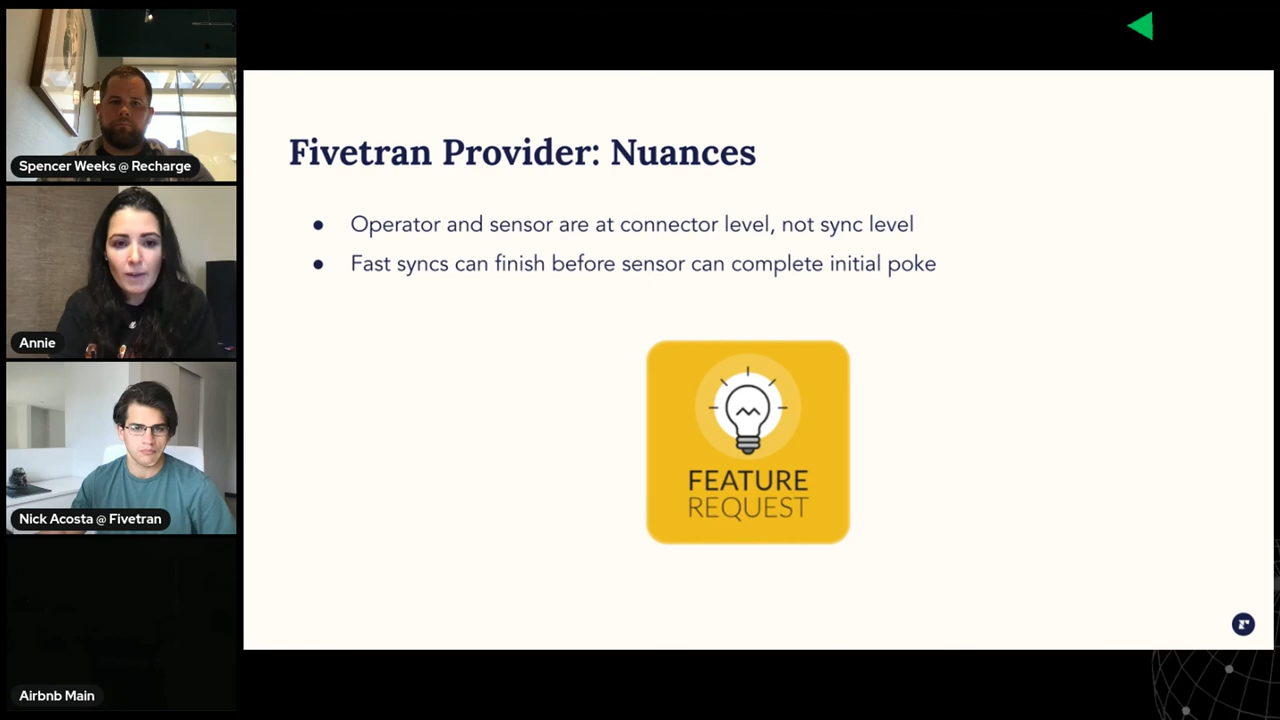 Spencer Weeks @ Recharge
Annie
Nick Acosta @ Fivetran
Airbnb Main
Fivetran Provider: Nuances
● Operator and sensor are at connector level, not sync level
● Fast syncs can finish before sensor can complete initial poke
FEATURE
REQUEST
r